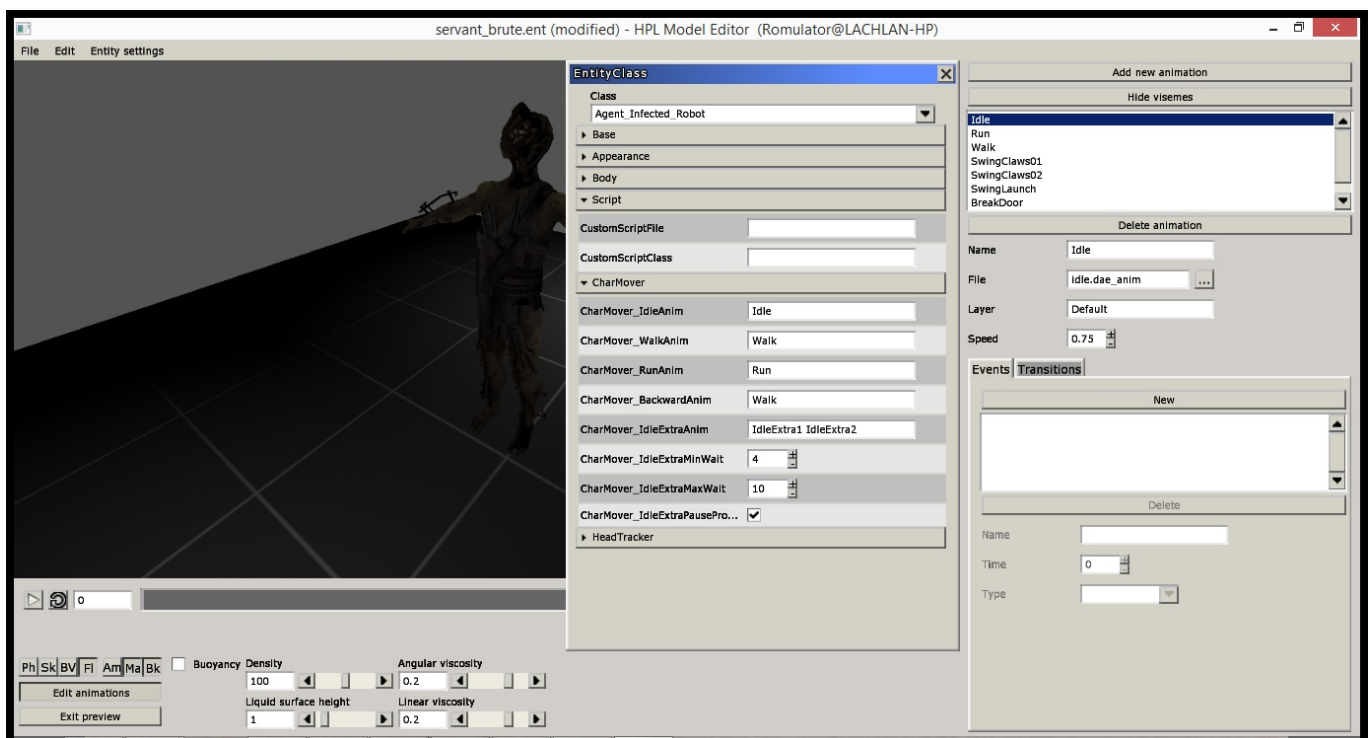 servant_brute.ent (modified) - HPL Model Editor (Romulator@LACHLAN-HP)
File Edit Entity settings
EntityClass
Class
Agent_Infected_Robot
Base
Appearance
Body
Script
CustomScriptFile
CustomScriptClass
CharMover
CharMover_IdleAnim Idle
CharMover_WalkAnim Walk
CharMover_RunAnim Run
CharMover_BackwardAnim Walk
CharMover_IdleExtraAnim IdleExtra1 IdleExtra2
CharMover_IdleExtraMinWait 4
CharMover_IdleExtraMaxWait 10
CharMover_IdleExtraPausePro...
HeadTracker
Add new animation
Hide visemes
Idle
Run
Walk
SwingClaws01
SwingClaws02
SwingLaunch
BreakDoor
Delete animation
Name Idle
File idle.dae_anim ...
Layer Default
Speed 0.75
Events Transitions
New
Delete
Name
Time 0
Type
0
Ph Sk BV Fl Am Ma Bk Buoyancy Density Angular viscosity
100 0.2
Edit animations
Liquid surface height Linear viscosity
Exit preview 1 0.2